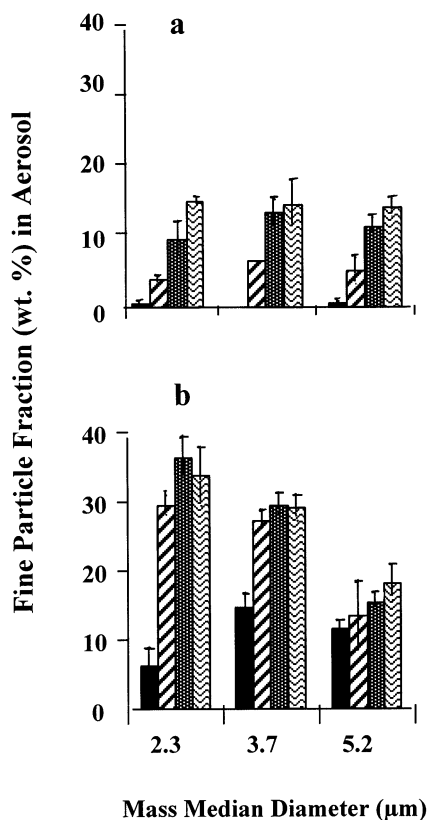 Fine Particle Fraction (wt. %) in Aerosol
a
40
30
20
10
0
b
40
30
20
10
0
2.3 3.7 5.2
Mass Median Diameter (µm)